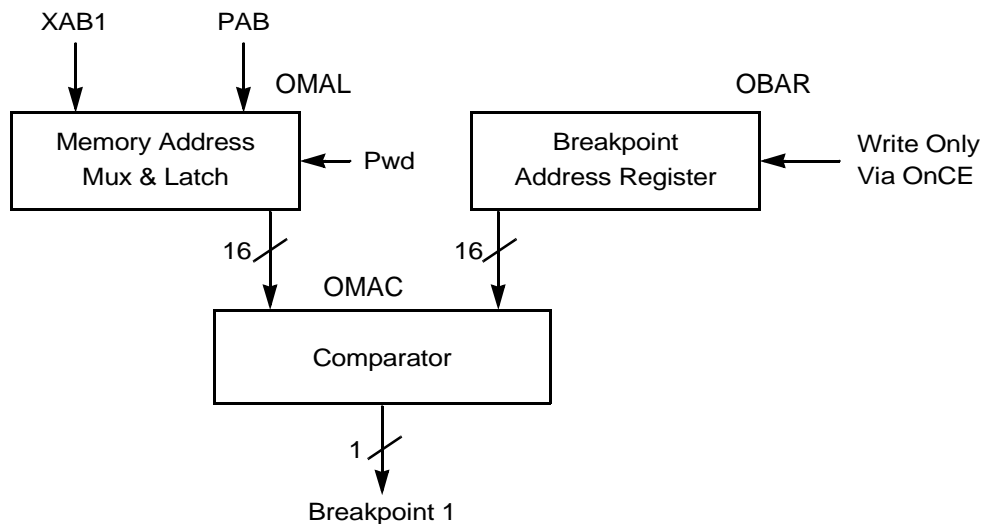 XAB1
PAB
OMAL
OBAR
Memory Address
Mux & Latch
Pwd
Breakpoint
Address Register
Write Only
Via OnCE
16
16
OMAC
Comparator
1
Breakpoint 1